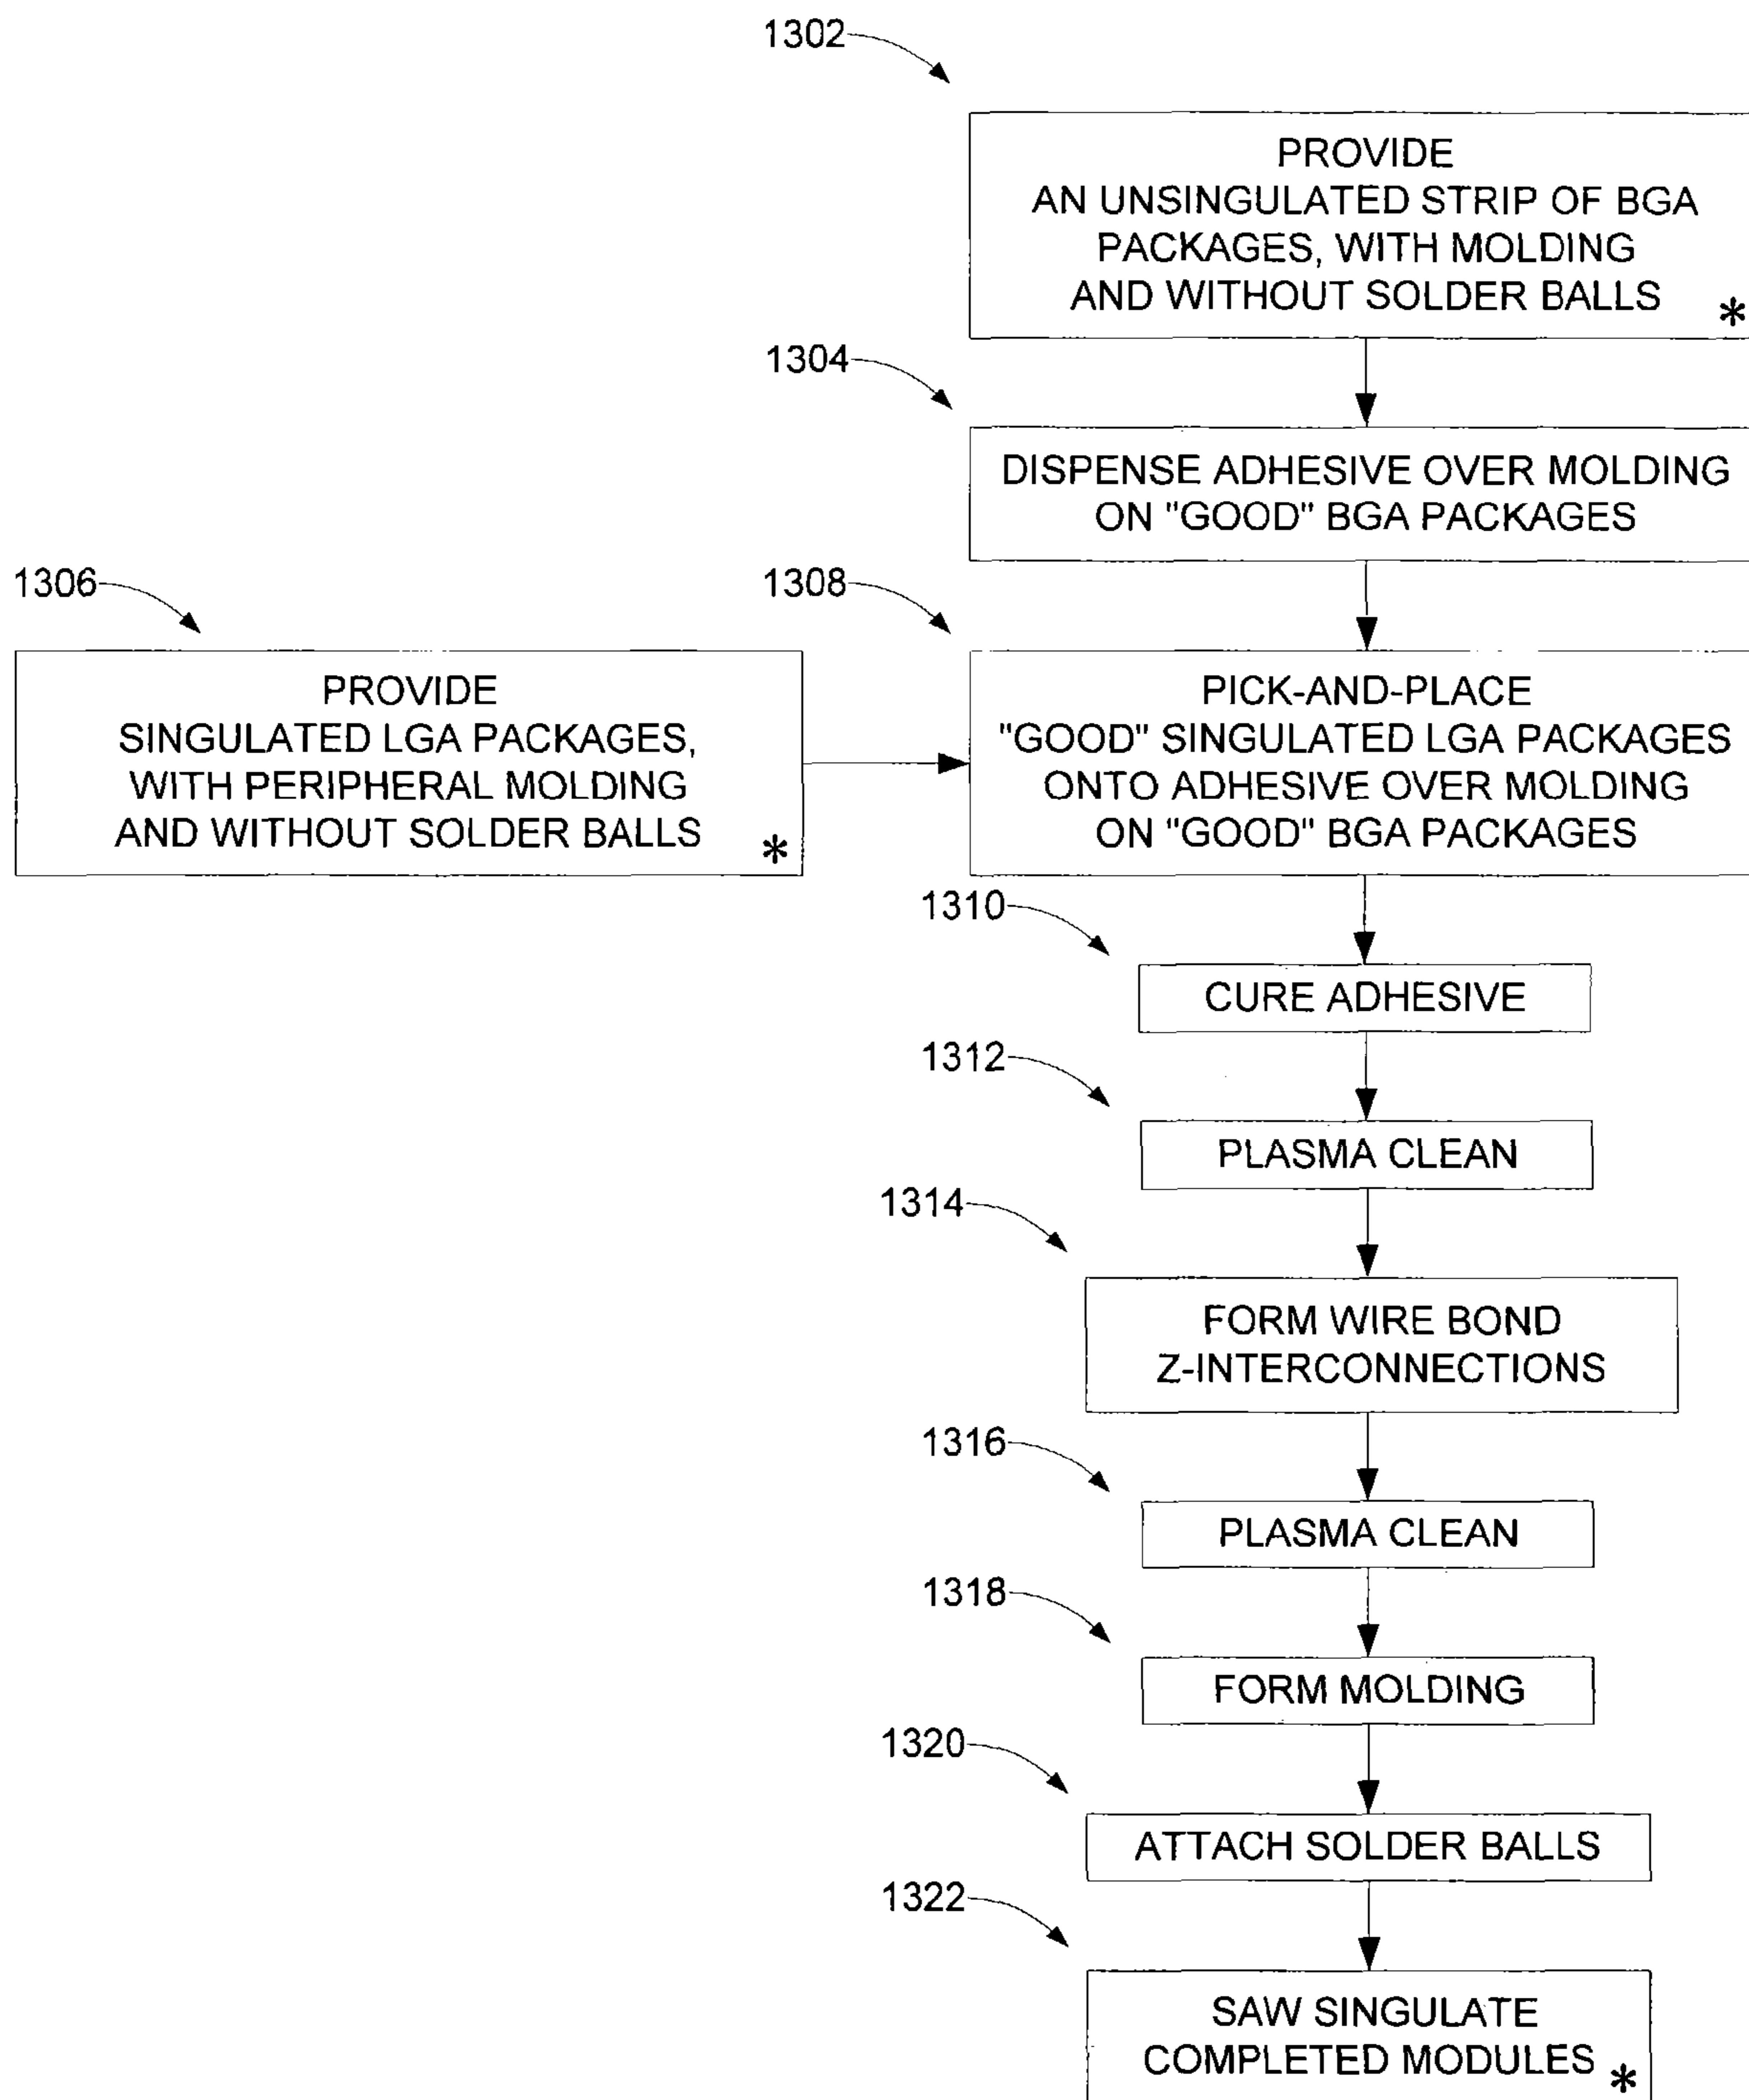 1302
PROVIDE
AN UNSINGULATED STRIP OF BGA
PACKAGES, WITH MOLDING
AND WITHOUT SOLDER BALLS
*
1304
DISPENSE ADHESIVE OVER MOLDING
ON "GOOD" BGA PACKAGES
1306
PROVIDE
SINGULATED LGA PACKAGES,
WITH PERIPHERAL MOLDING
AND WITHOUT SOLDER BALLS
*
1308
PICK-AND-PLACE
"GOOD" SINGULATED LGA PACKAGES
ONTO ADHESIVE OVER MOLDING
ON "GOOD" BGA PACKAGES
1310
CURE ADHESIVE
1312
PLASMA CLEAN
1314
FORM WIRE BOND
Z-INTERCONNECTIONS
1316
PLASMA CLEAN
1318
FORM MOLDING
1320
ATTACH SOLDER BALLS
1322
SAW SINGULATE
COMPLETED MODULES
*